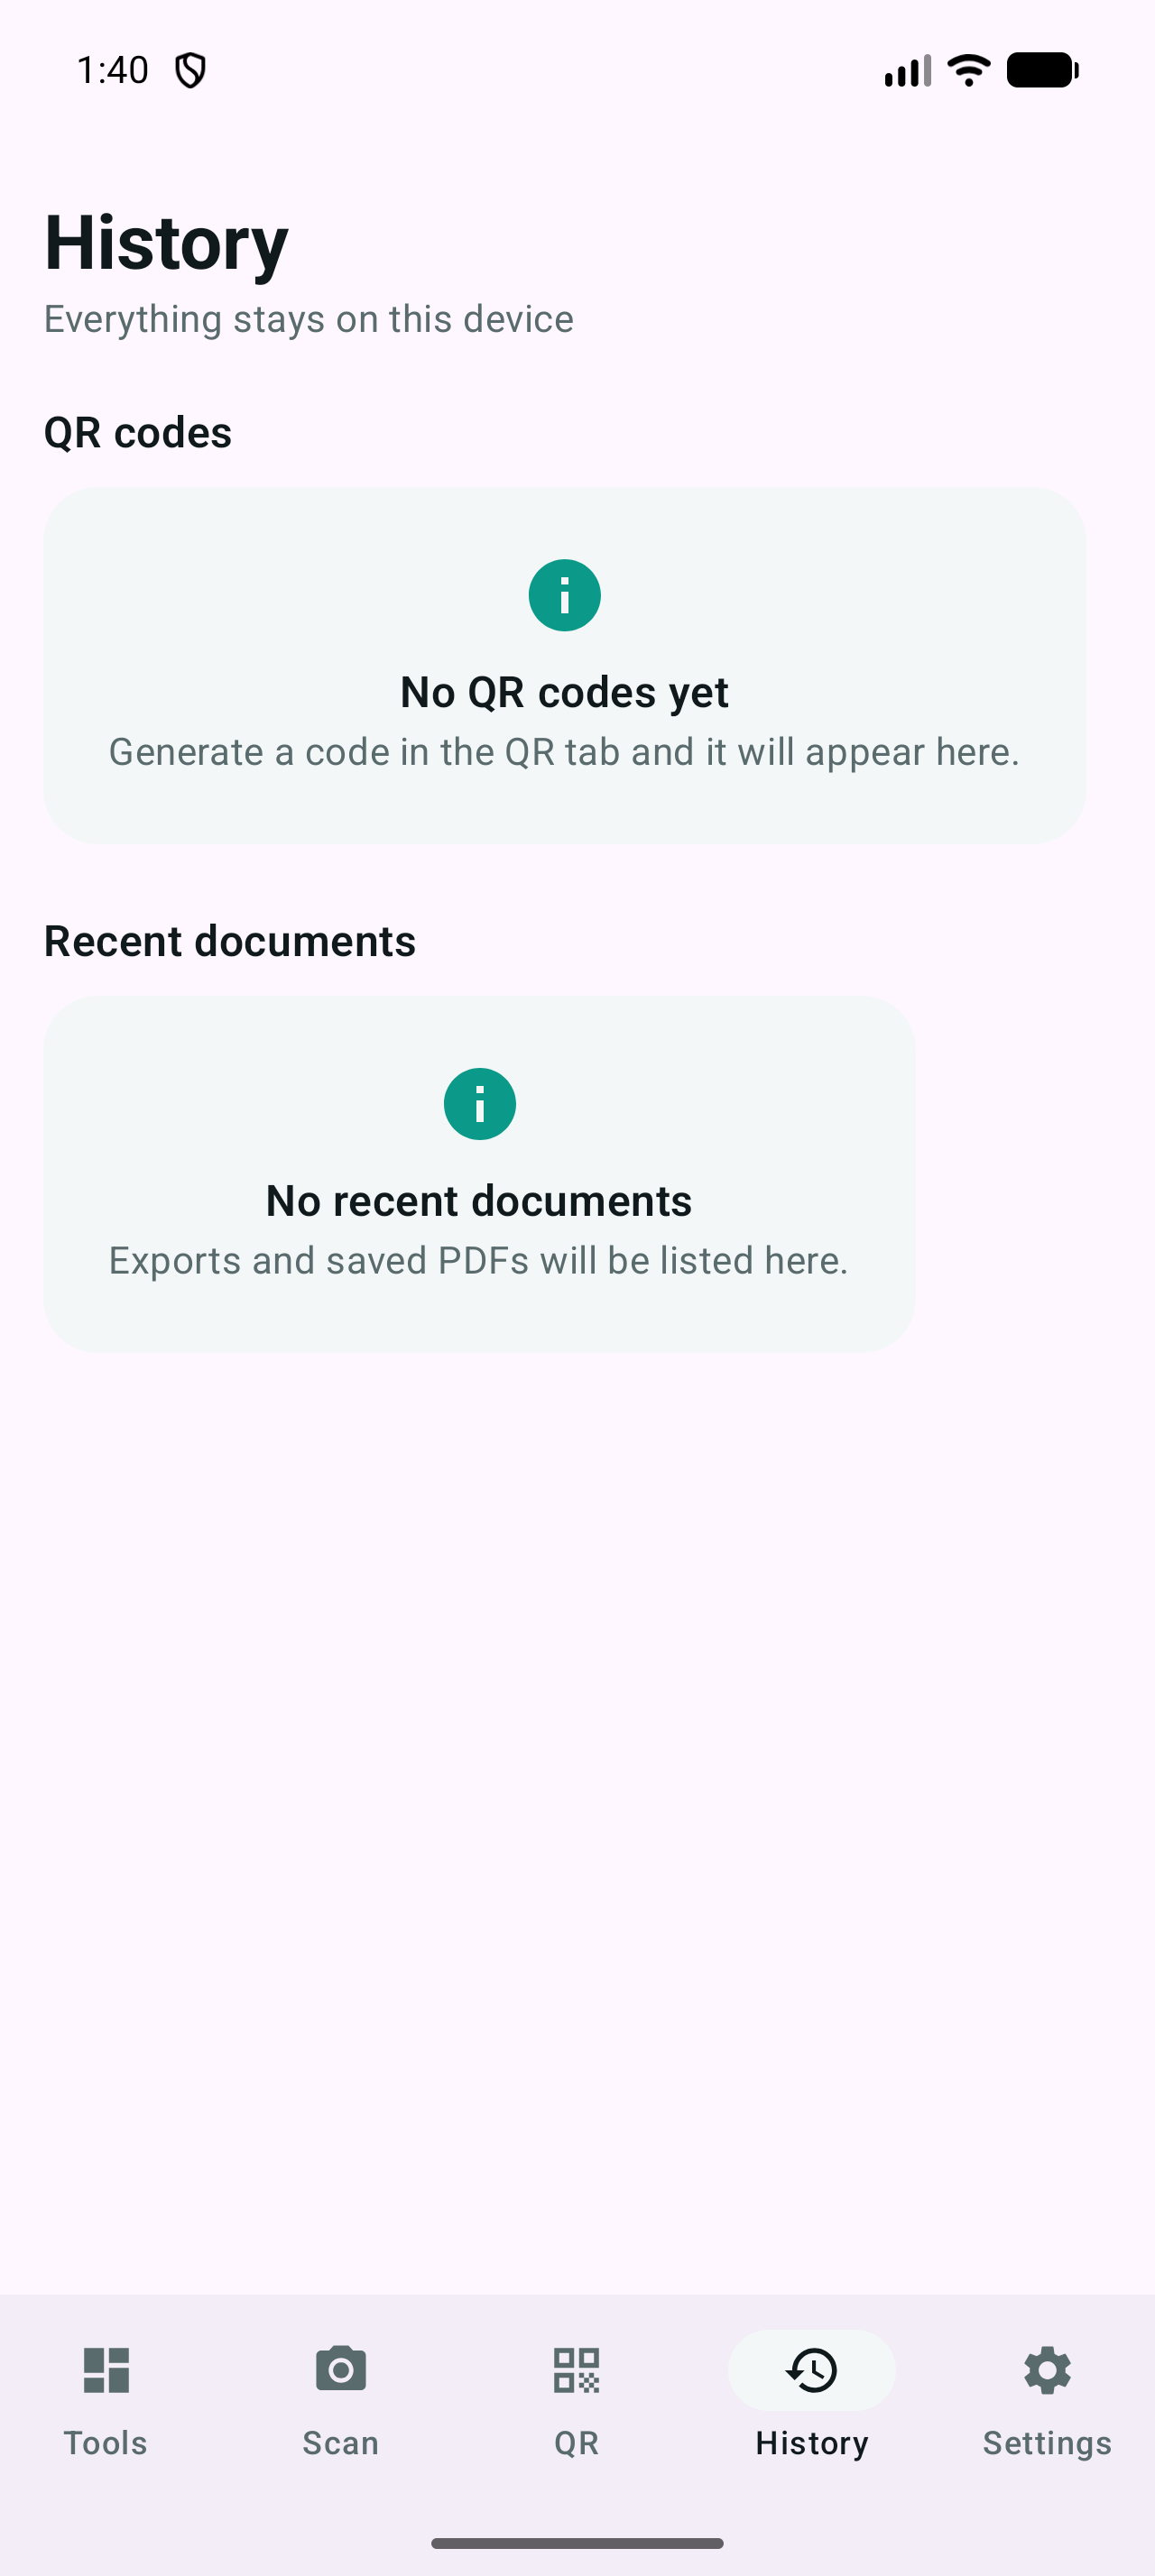 1:40
History
Everything stays on this device
QR codes
No QR codes yet
Generate a code in the QR tab and it will appear here.
Recent documents
No recent documents
Exports and saved PDFs will be listed here.
Tools
Scan
QR
History
Settings